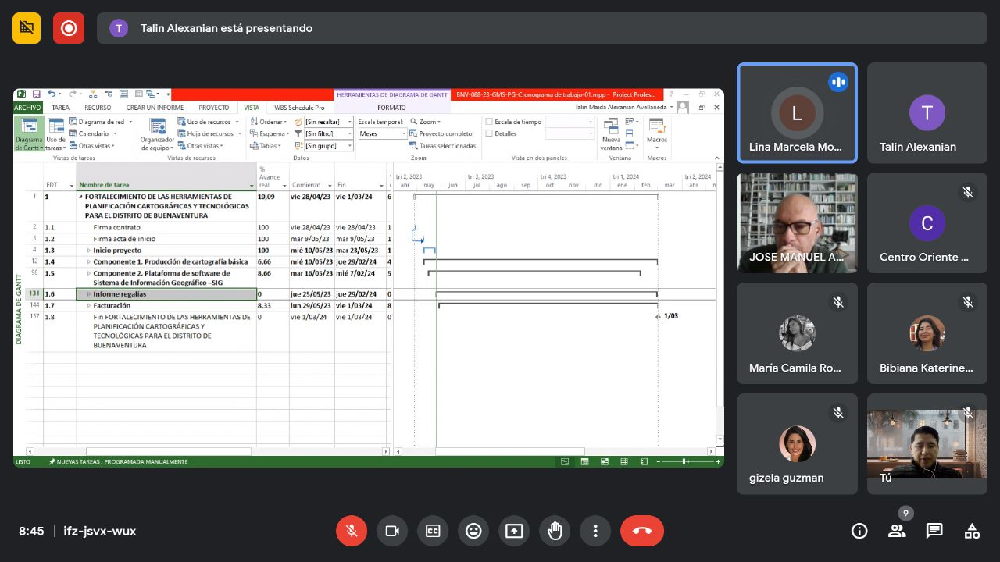 T Talin Alexanian está presentando
HERRAMIENTAS DE DIAGRAMA DE GANTT
BNV-088-23-GMS-PG-Cronograma de trabajo-01.mpp - Project Profes...
ARCHIVO TAREA RECURSO CREAR UN INFORME PROYECTO VISTA WBS Schedule Pro FORMATO
Talin Maida Alexanian Avellaneda
Diagrama de Gantt
Uso de tareas
Diagrama de red
Calendario
Otras vistas
Vistas de tareas
Organizador de equipo
Uso de recursos
Hoja de recursos
Otras vistas
Vistas de recursos
Ordenar
Esquema
Tablas
[Sin resaltar]
[Sin filtro]
[Sin grupo]
Datos
Escala temporal:
Meses
Zoom
Proyecto completo
Tareas seleccionadas
Zoom
Escala de tiempo
Detalles
Vista en dos paneles
Nueva ventana
Ventana
Macros
Macros
EDT Nombre de tarea % Avance real Comienzo Fin
tri 2, 2023 tri 3, 2023 tri 4, 2023 tri 1, 2024 tri 2, 2024
abr may jun jul ago sep oct nov dic ene feb mar abr
1 1 FORTALECIMIENTO DE LAS HERRAMIENTAS DE 10,09 vie 28/04/23 vie 1/03/24
PLANIFICACIÓN CARTOGRÁFICAS Y TECNOLÓGICAS
PARA EL DISTRITO DE BUENAVENTURA
2 1.1 Firma contrato 100 vie 28/04/23 vie 28/04/23
3 1.2 Firma acta de inicio 100 mar 9/05/23 mar 9/05/23
4 1.3 Inicio proyecto 100 mié 10/05/23 mar 23/05/23
12 1.4 Componente 1. Producción de cartografía básica 6,66 mié 10/05/23 jue 29/02/24
98 1.5 Componente 2. Plataforma de software de 8,66 mar 16/05/23 mié 7/02/24
Sistema de Información Geográfico –SIG
131 1.6 Informe regalías 0 jue 25/05/23 jue 29/02/24
144 1.7 Facturación 8,33 lun 29/05/23 vie 1/03/24
157 1.8 Fin FORTALECIMIENTO DE LAS HERRAMIENTAS DE 0 vie 1/03/24 vie 1/03/24 1/03
PLANIFICACIÓN CARTOGRÁFICAS Y
TECNOLÓGICAS PARA EL DISTRITO DE
BUENAVENTURA
DIAGRAMA DE GANTT
LISTO NUEVAS TAREAS : PROGRAMADA MANUALMENTE
L
Lina Marcela Mo...
T
Talin Alexanian
JOSE MANUEL A...
C
Centro Oriente ...
María Camila Ro...
Bibiana Katerine...
gizela guzman
Tú
8:45 | ifz-jsvx-wux
CC
9